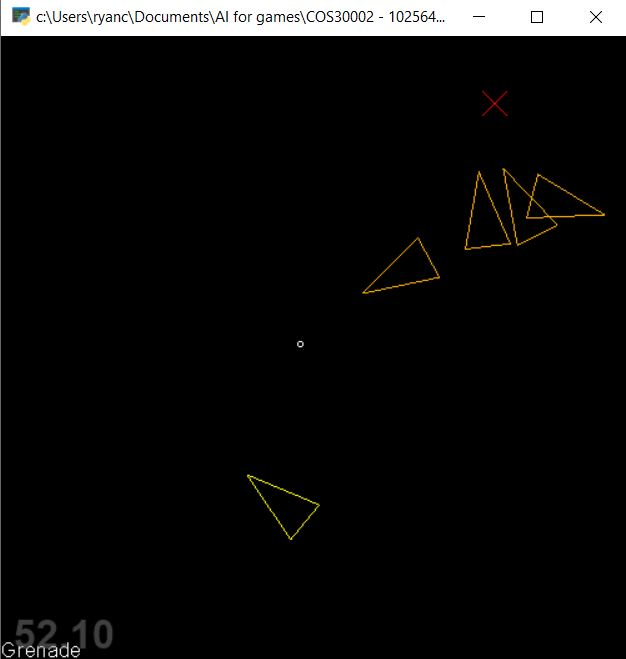 c:\Users\ryanc\Documents\AI for games\COS30002 - 102564...
52.10
Grenade